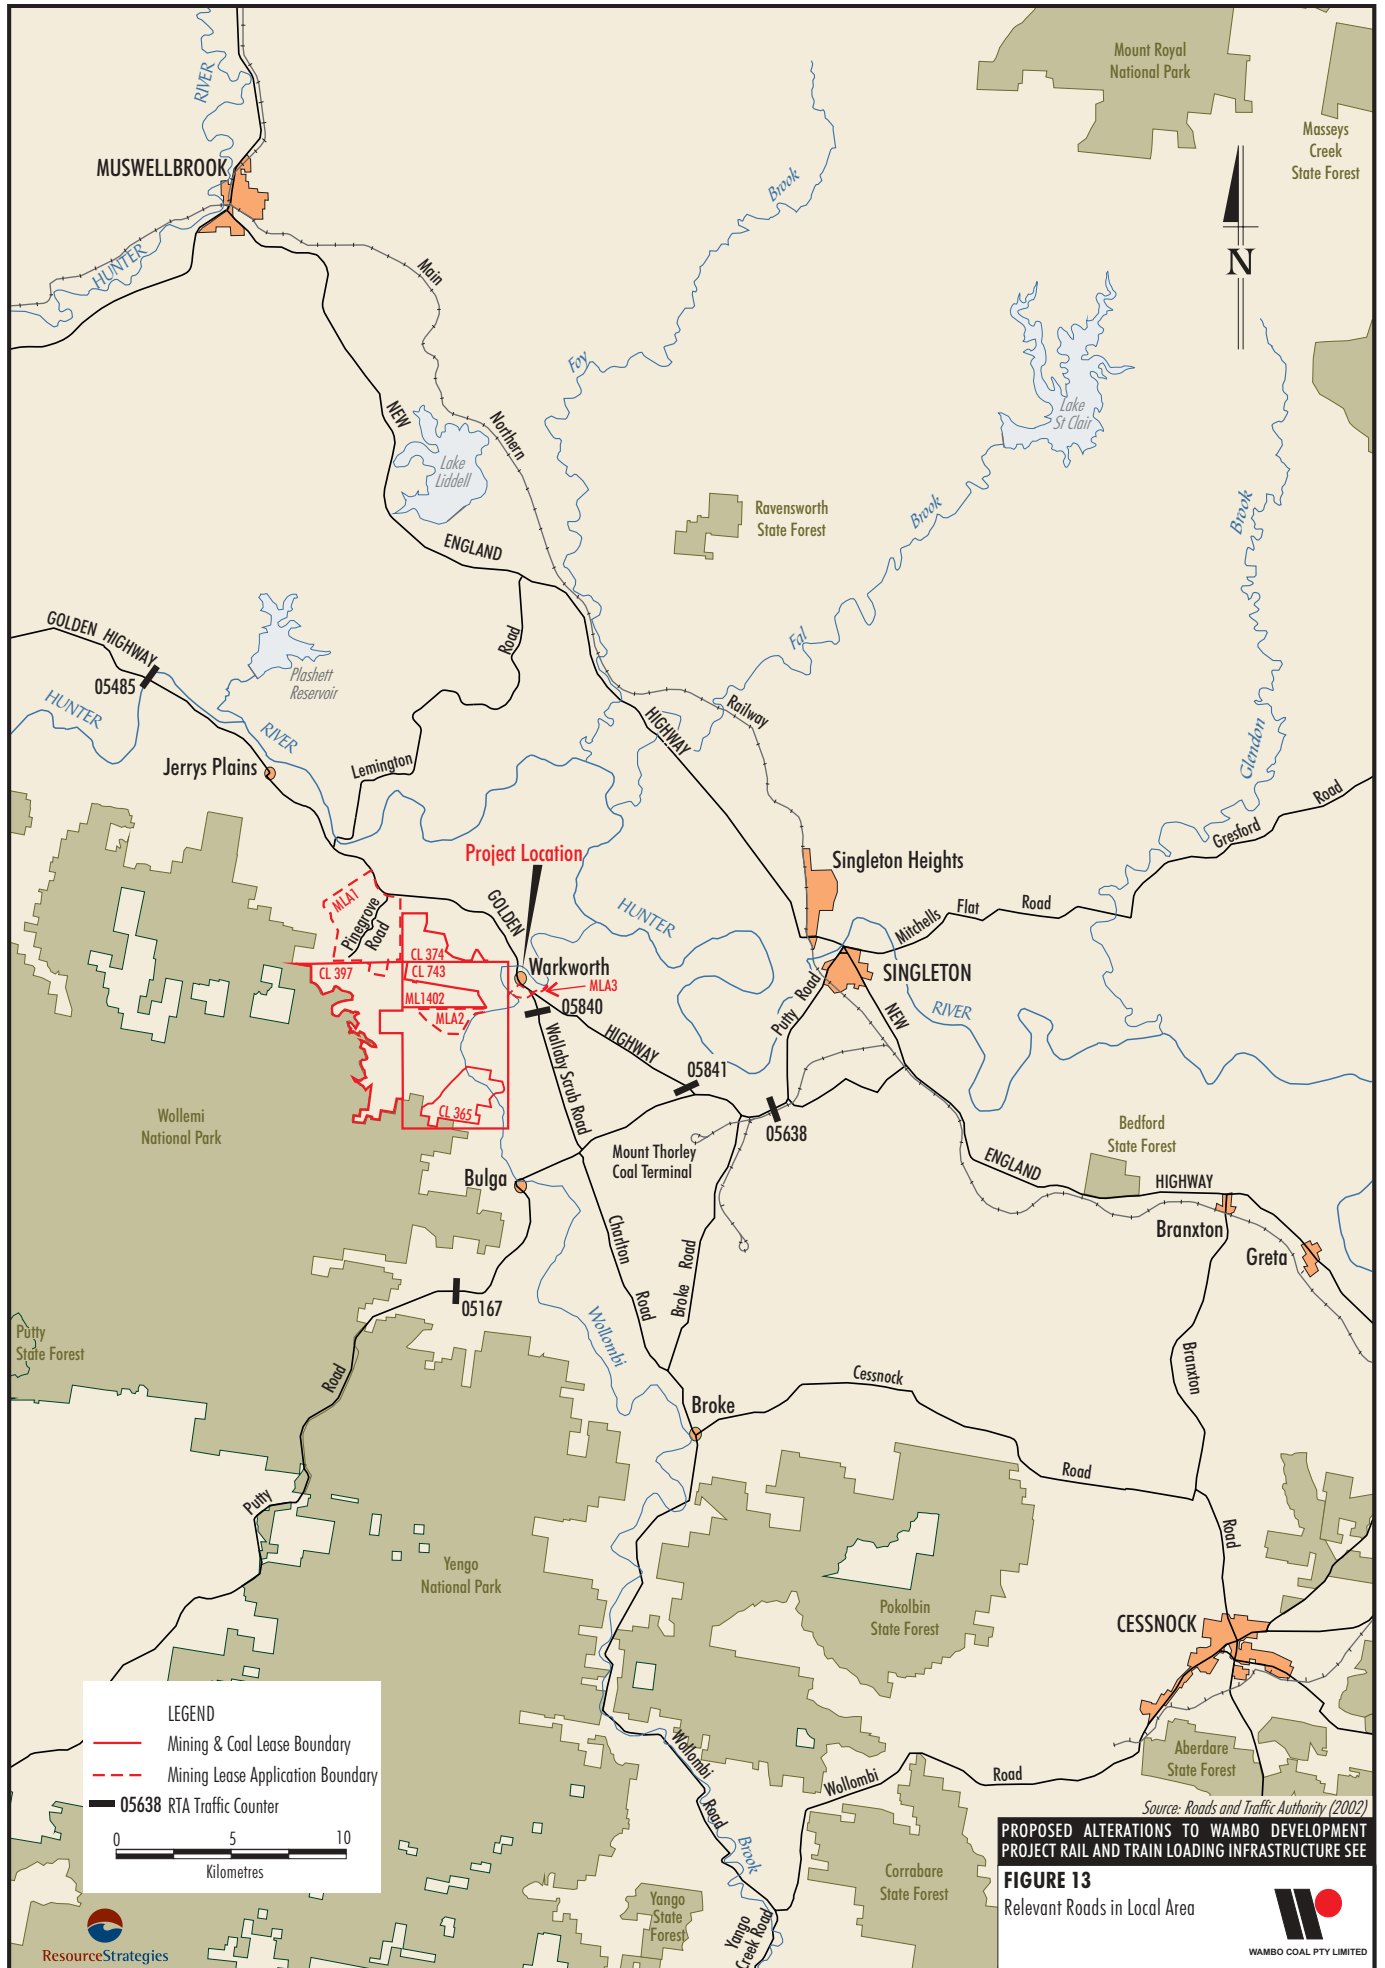 Mount Royal
National Park
Masseys
Creek
State Forest
RIVER
MUSWELLBROOK
HUNTER
Brook
N
Main
Foy
NEW
Northern
Lake
St Clair
Lake
Liddell
Brook
Brook
Ravensworth
State Forest
ENGLAND
GOLDEN HIGHWAY
05485
HUNTER
Road
Fal
Plashett
Reservoir
RIVER
Railway
HIGHWAY
Glendon
Jerrys Plains
Lemington
Road
Gresford
Project Location
Singleton Heights
MLA1
Pinegrove
Road
GOLDEN
HUNTER
Mitchells
Flat
Road
CL 374
CL 397
CL 743
Warkworth
MLA3
SINGLETON
ML1402
05840
MLA2
Putty
Road
NEW
RIVER
HIGHWAY
Wallaby Scrub Road
05841
CL 365
05638
Wollemi
National Park
Mount Thorley
Coal Terminal
Bedford
State Forest
Bulga
ENGLAND
HIGHWAY
Branxton
Greta
Charlton
Road
Broke
Road
05167
Wollombi
Putty
State Forest
Road
Cessnock
Branxton
Broke
Road
Putty
Road
Yengo
National Park
Pokolbin
State Forest
CESSNOCK
LEGEND
Mining & Coal Lease Boundary
Mining Lease Application Boundary
05638 RTA Traffic Counter
0 5 10
Kilometres
Wollombi
Road
Brook
Wollombi
Road
Aberdare
State Forest
Corrabare
State Forest
Yango
State
Forest
Yango
Creek Road
Source: Roads and Traffic Authority (2002)
PROPOSED ALTERATIONS TO WAMBO DEVELOPMENT
PROJECT RAIL AND TRAIN LOADING INFRASTRUCTURE SEE
FIGURE 13
Relevant Roads in Local Area
WAMBO COAL PTY LIMITED
ResourceStrategies